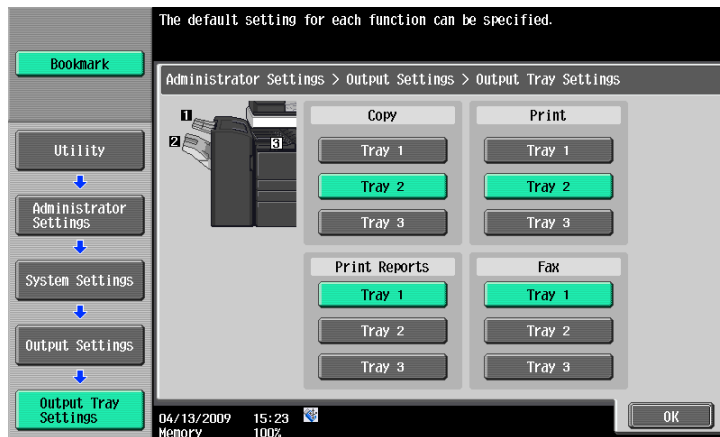 The default setting for each function can be specified.
Bookmark
Administrator Settings > Output Settings > Output Tray Settings
1
2
3
Copy
Tray 1
Tray 2
Tray 3
Print
Tray 1
Tray 2
Tray 3
Utility
Administrator
Settings
System Settings
Output Settings
Output Tray
Settings
Print Reports
Tray 1
Tray 2
Tray 3
Fax
Tray 1
Tray 2
Tray 3
04/13/2009 15:23
Memory 100%
OK